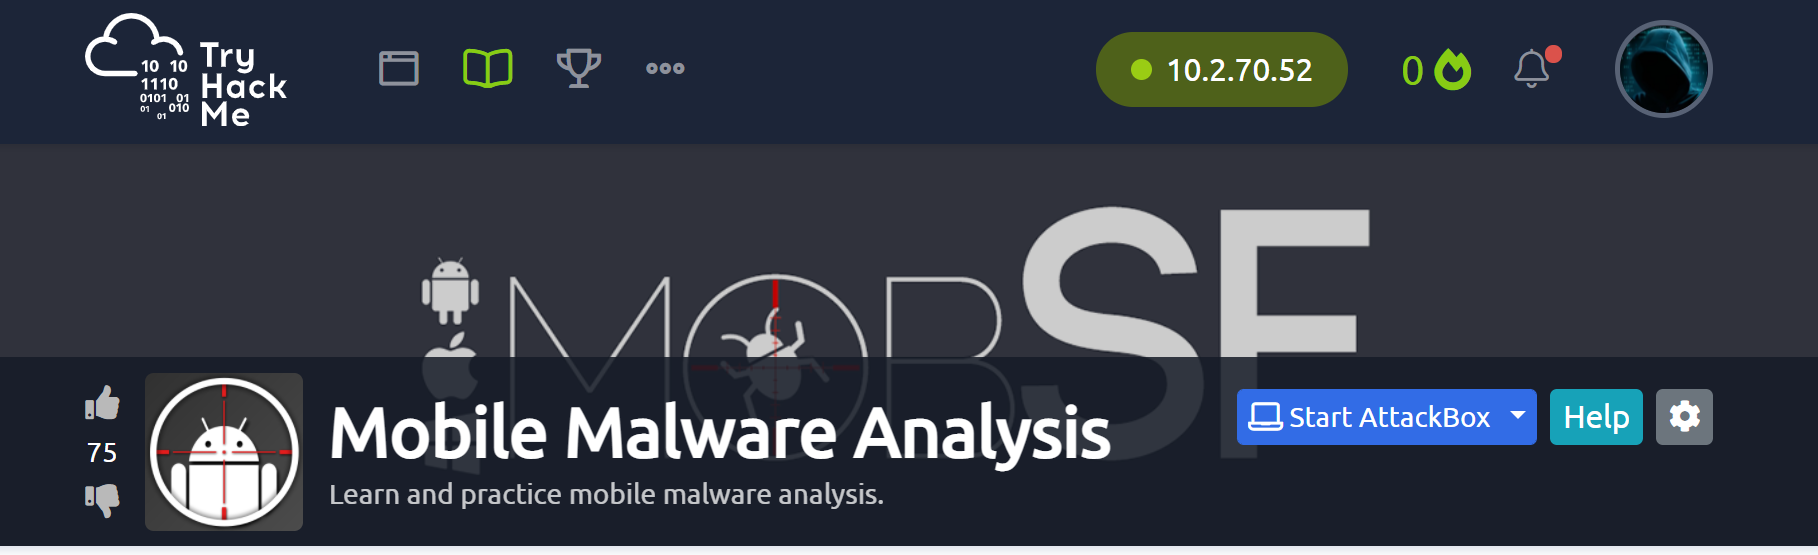 Try
Hack
Me
10 10
1110
0101 01
01 010
01
10.2.70.52
0
MOBSF
75
Mobile Malware Analysis
Learn and practice mobile malware analysis.
Start AttackBox
Help